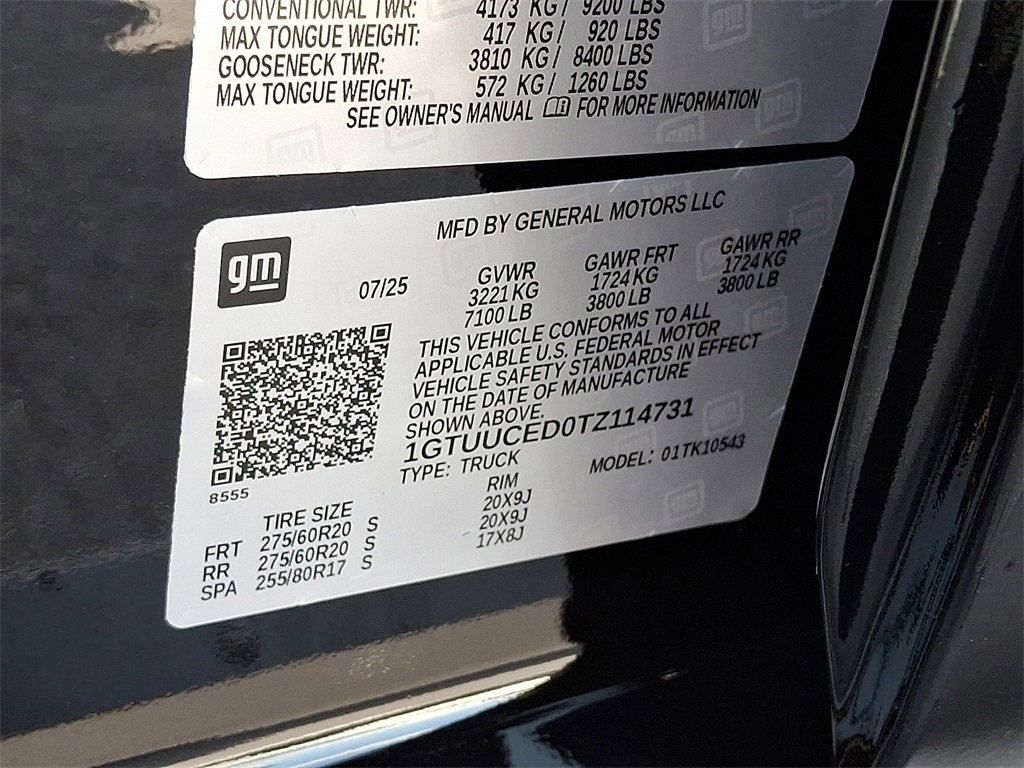 CONVENTIONAL TWR: 4173 KG/ 9200 LBS
MAX TONGUE WEIGHT: 417 KG/ 920 LBS
GOOSENECK TWR: 3810 KG/ 8400 LBS
MAX TONGUE WEIGHT: 572 KG/ 1260 LBS
SEE OWNER'S MANUAL FOR MORE INFORMATION
MFD BY GENERAL MOTORS LLC
gm
07/25
GVWR
3221 KG
7100 LB
GAWR FRT
1724 KG
3800 LB
GAWR RR
1724 KG
3800 LB
THIS VEHICLE CONFORMS TO ALL
APPLICABLE U.S. FEDERAL MOTOR
VEHICLE SAFETY STANDARDS IN EFFECT
ON THE DATE OF MANUFACTURE
SHOWN ABOVE.
1GTUUCED0TZ114731
TYPE: TRUCK MODEL: 01TK10543
8555
TIRE SIZE RIM
FRT 275/60R20 S 20X9J
RR 275/60R20 S 20X9J
SPA 255/80R17 S 17X8J